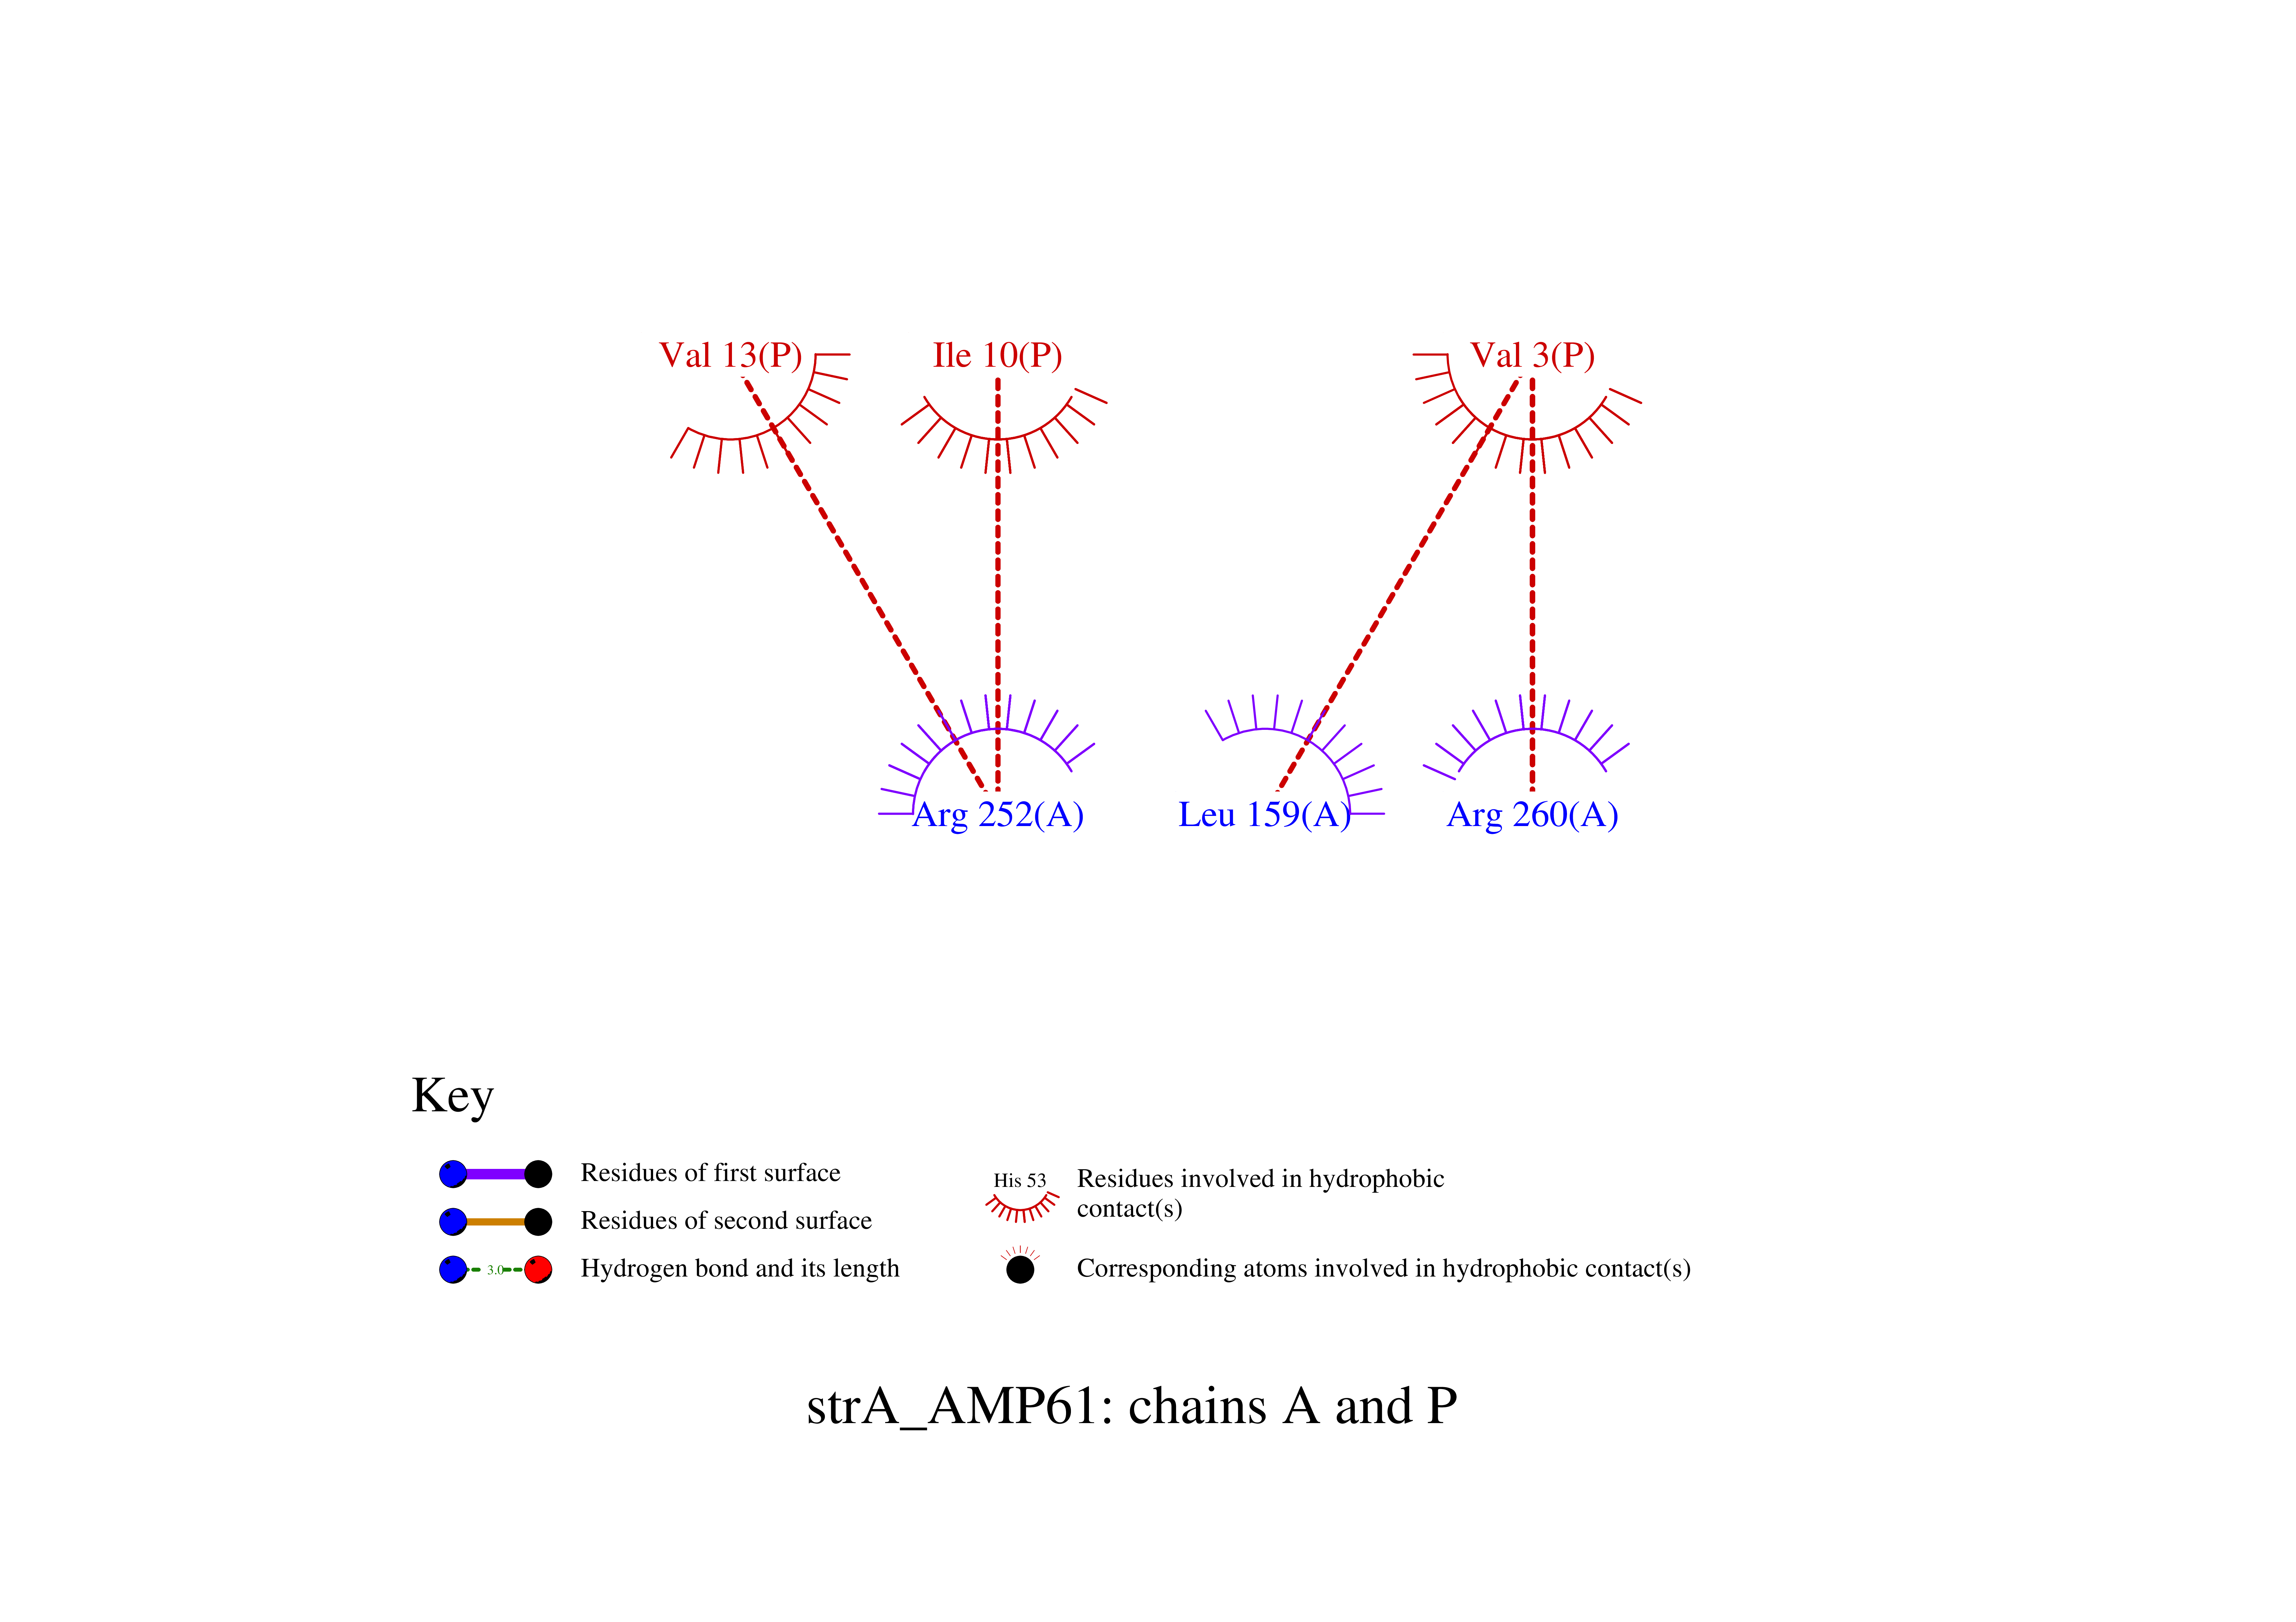 Val 13(P) Ile 10(P) Val 3(P)
Arg 252(A) Leu 159(A) Arg 260(A)
Key
Residues of first surface
Residues of second surface
3.0 Hydrogen bond and its length
His 53 Residues involved in hydrophobic
contact(s)
Corresponding atoms involved in hydrophobic contact(s)
strA_AMP61: chains A and P